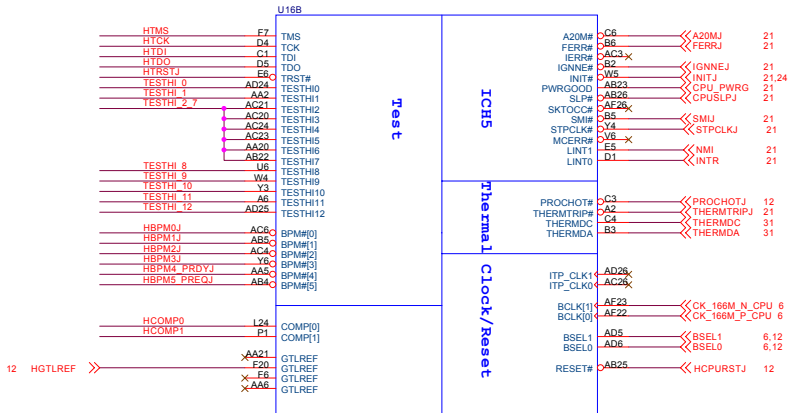 U16B
HTMS F7 TMS
HTCK D4 TCK
HTDI C1 TDI
HTDO D5 TDO
HTRSTJ E6 TRST#
TESTHI_0 AD24 TESTHI0
TESTHI_1 AA2 TESTHI1
TESTHI_2_7 AC21 TESTHI2
AC20 TESTHI3
AC24 TESTHI4
AC23 TESTHI5
AA20 TESTHI6
AB22 TESTHI7
TESTHI_8 U6 TESTHI8
TESTHI_9 W4 TESTHI9
TESTHI_10 Y3 TESTHI10
TESTHI_11 A6 TESTHI11
TESTHI_12 AD25 TESTHI12
HBPM0J AC6 BPM#[0]
HBPM1J AB5 BPM#[1]
HBPM2J AC4 BPM#[2]
HBPM3J Y6 BPM#[3]
HBPM4_PRDYJ AA5 BPM#[4]
HBPM5_PREQJ AB4 BPM#[5]
HCOMP0 L24 COMP[0]
HCOMP1 P1 COMP[1]
AA21 GTLREF
12 HGTLREF F20 GTLREF
F6 GTLREF
AA6 GTLREF
Test
ICH5
Thermal
Clock/Reset
A20M# C6 A20MJ 21
FERR# B6 FERRJ 21
IERR# AC3
IGNNE# B2 IGNNEJ 21
INIT# W5 INITJ 21,24
PWRGOOD AB23 CPU_PWRG 21
SLP# AB26 CPUSLPJ 21
SKTOCC# AF26
SMI# B5 SMIJ 21
STPCLK# Y4 STPCLKJ 21
MCERR# V6
LINT1 E5 NMI 21
LINT0 D1 INTR 21
PROCHOT# C3 PROCHOTJ 12
THERMTRIP# A2 THERMTRIPJ 21
THERMDC C4 THERMDC 31
THERMDA B3 THERMDA 31
ITP_CLK1 AD26
ITP_CLK0 AC26
BCLK[1] AF23 CK_166M_N_CPU 6
BCLK[0] AF22 CK_166M_P_CPU 6
BSEL1 AD5 BSEL1 6,12
BSEL0 AD6 BSEL0 6,12
RESET# AB25 HCPURSTJ 12